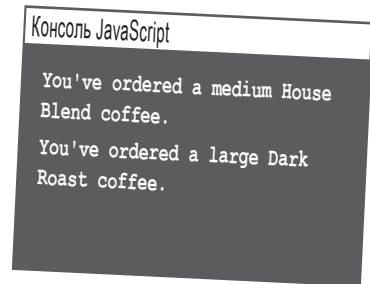 Консоль JavaScript
You've ordered a medium House
Blend coffee.
You've ordered a large Dark
Roast coffee.